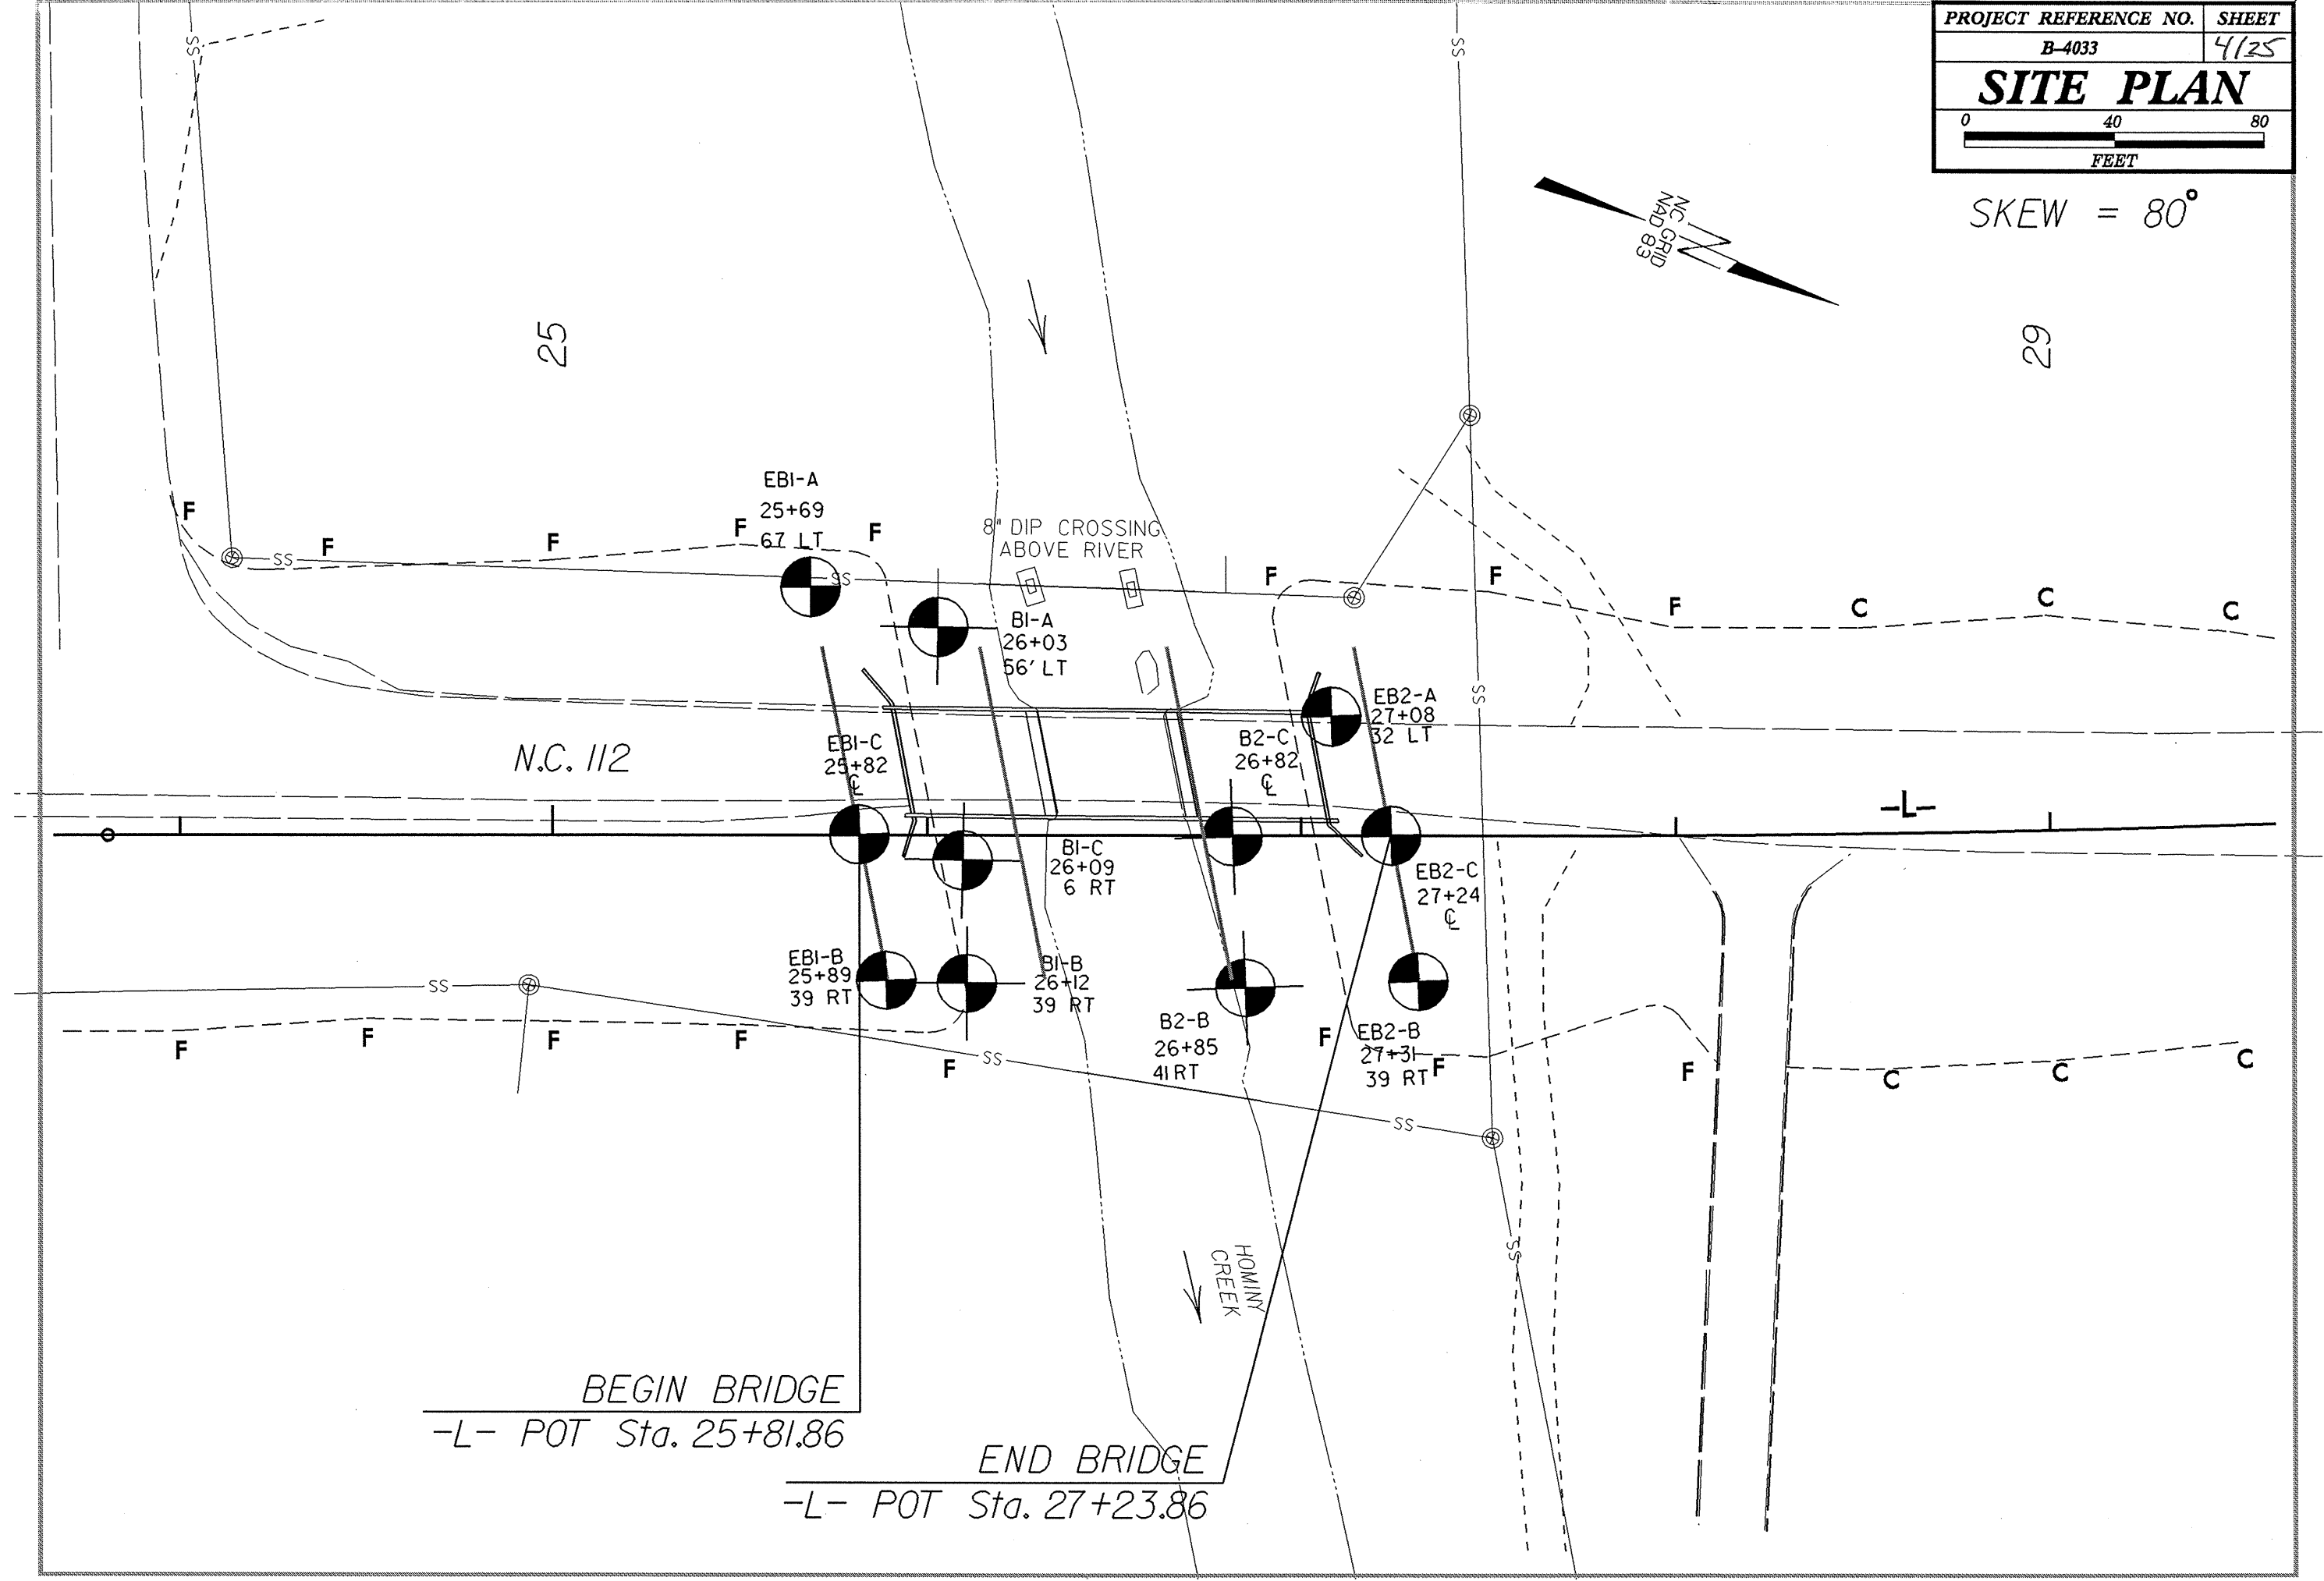 PROJECT REFERENCE NO. SHEET
B-4033 4/25
SITE PLAN
0 40 80
FEET
SKEW = 80°
NC GRID
NAD 83
SS
SS
25
29
EB1-A
25+69
67 LT
8" DIP CROSSING
ABOVE RIVER
F
F
F
F
F
SS
SS
F
F
F
C
C
C
B1-A
26+03
56' LT
SS
EB2-A
27+08
32 LT
N.C. 112
EB1-C
25+82
℄
B2-C
26+82
℄
-L-
B1-C
26+09
6 RT
EB2-C
27+24
℄
EB1-B
25+89
39 RT
B1-B
26+12
39 RT
SS
B2-B
26+85
41 RT
EB2-B
27+31
39 RT
F
F
F
F
F
F
F
F
C
C
C
SS
SS
SS
HOMINY
CREEK
BEGIN BRIDGE
-L- POT Sta. 25+81.86
END BRIDGE
-L- POT Sta. 27+23.86